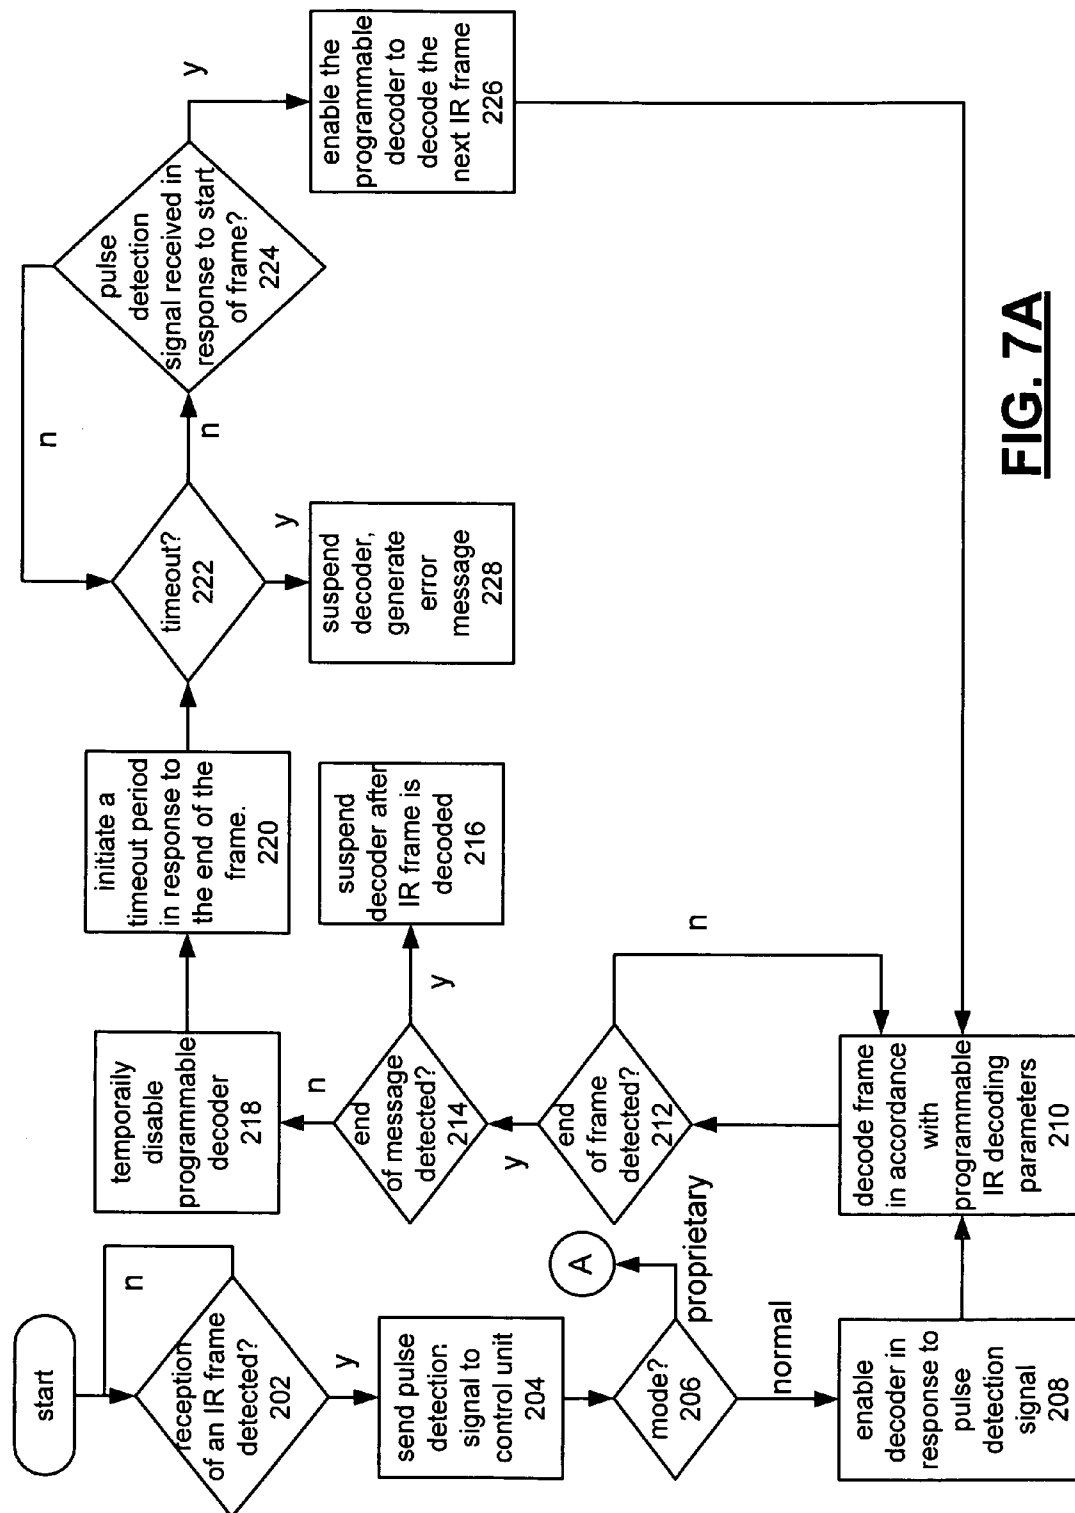 start
reception
of an IR frame
detected?
202
n
y
send pulse
detection
signal to
control unit
204
mode?
206
proprietary
A
normal
enable
decoder in
response to
pulse
detection
signal
208
decode frame
in accordance
with
programmable
IR decoding
parameters
210
end
of frame
detected?
212
n
y
end
of message
detected?
214
y
n
suspend
decoder after
IR frame is
decoded
216
temporaily
disable
programmable
decoder
218
initiate a
timeout period
in response to
the end of the
frame.
220
timeout?
222
n
y
suspend
decoder,
generate
error
message
228
pulse
detection
signal received in
response to start
of frame?
224
n
y
enable the
programmable
decoder to
decode the
next IR frame
226
FIG. 7A